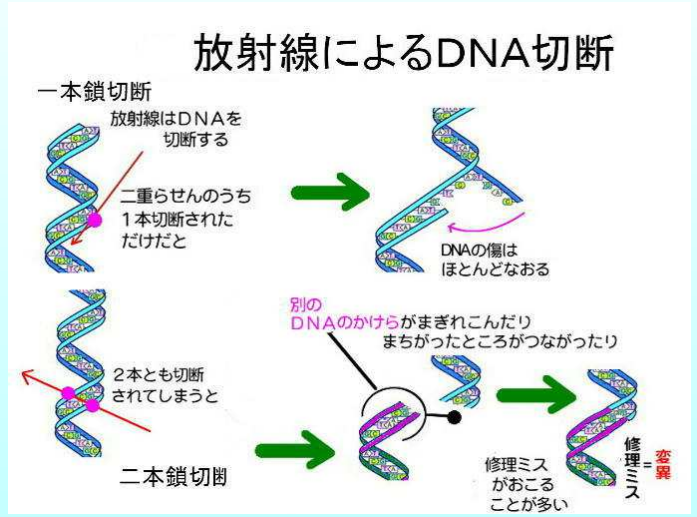 放射線によるDNA切断
一本鎖切断
放射線はDNAを
切断する
二重らせんのうち
1本切断された
だけだと
DNAの傷は
ほとんどなおる
2本とも切断
されてしまうと
二本鎖切断
別の
DNAのかけらがまぎれこんだり
まちがったところがつながったり
修理ミス
がおこる
ことが多い
修理ミス
=
変異